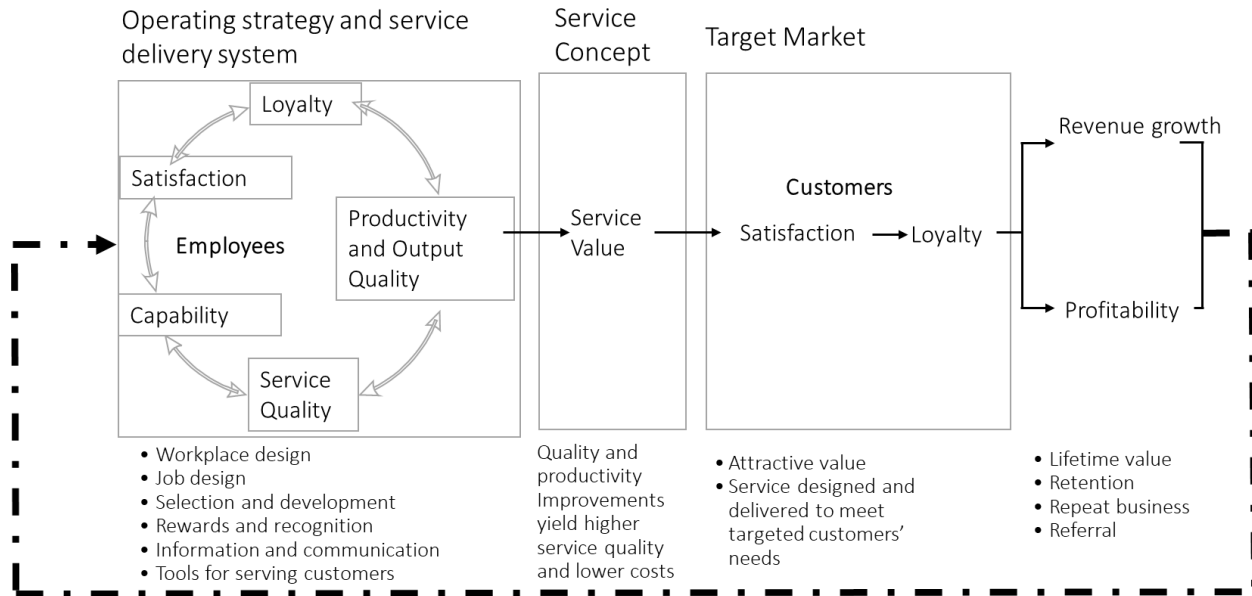 Operating strategy and service
delivery system
Service
Concept
Target Market
Loyalty
Satisfaction
Employees
Productivity
and Output
Quality
Capability
Service
Quality
Service
Value
Customers
Satisfaction
Loyalty
Revenue growth
Profitability
• Workplace design
• Job design
• Selection and development
• Rewards and recognition
• Information and communication
• Tools for serving customers
Quality and
productivity
Improvements
yield higher
service quality
and lower costs
• Attractive value
• Service designed and
delivered to meet
targeted customers’
needs
• Lifetime value
• Retention
• Repeat business
• Referral